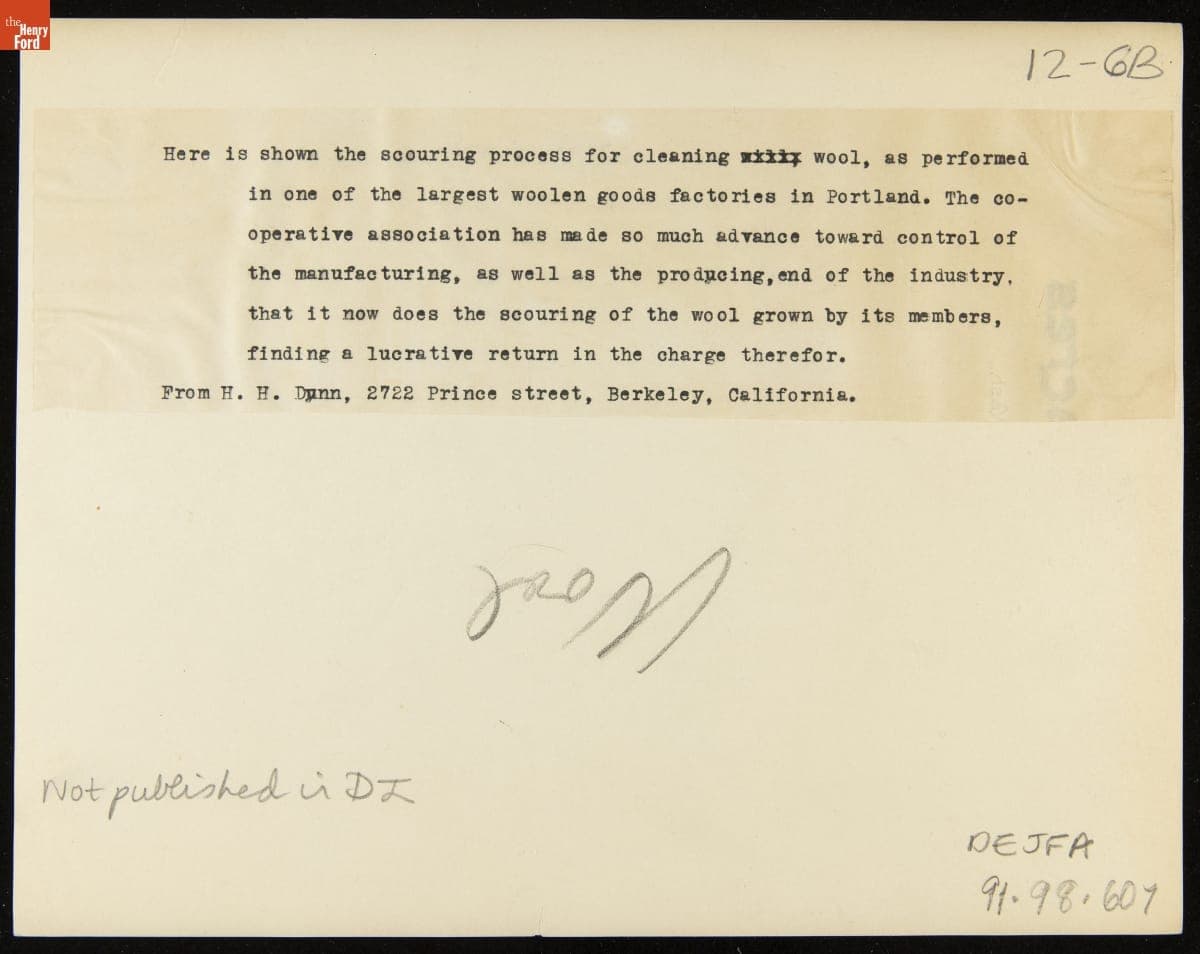 the
Henry
Ford
12-6B
Here is shown the scouring process for cleaning wool, as performed
in one of the largest woolen goods factories in Portland. The co-
operative association has made so much advance toward control of
the manufacturing, as well as the producing, end of the industry,
that it now does the scouring of the wool grown by its members,
finding a lucrative return in the charge therefor.
From H. H. Dunn, 2722 Prince street, Berkeley, California.
Wool
Not published in DI
DEJFA
91.98.607